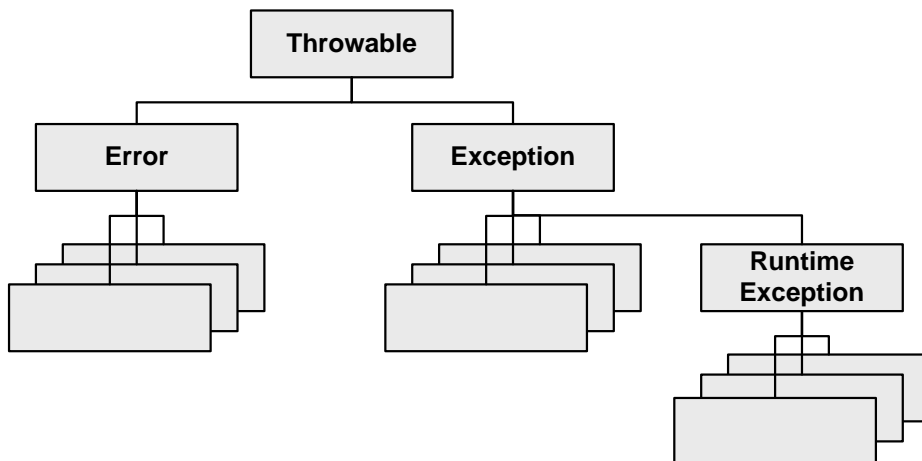 Throwable
Error
Exception
Runtime
Exception